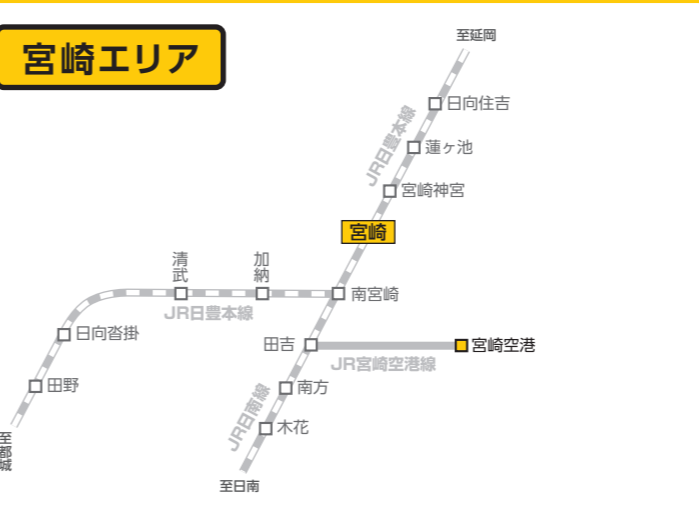 宮崎エリア
至延岡
日向住吉
JR日豊本線
蓮ヶ池
宮崎神宮
宮崎
清武
加納
南宮崎
JR日豊本線
日向沓掛
田吉
宮崎空港
JR宮崎空港線
田野
南方
JR日南線
木花
至都城
至日南